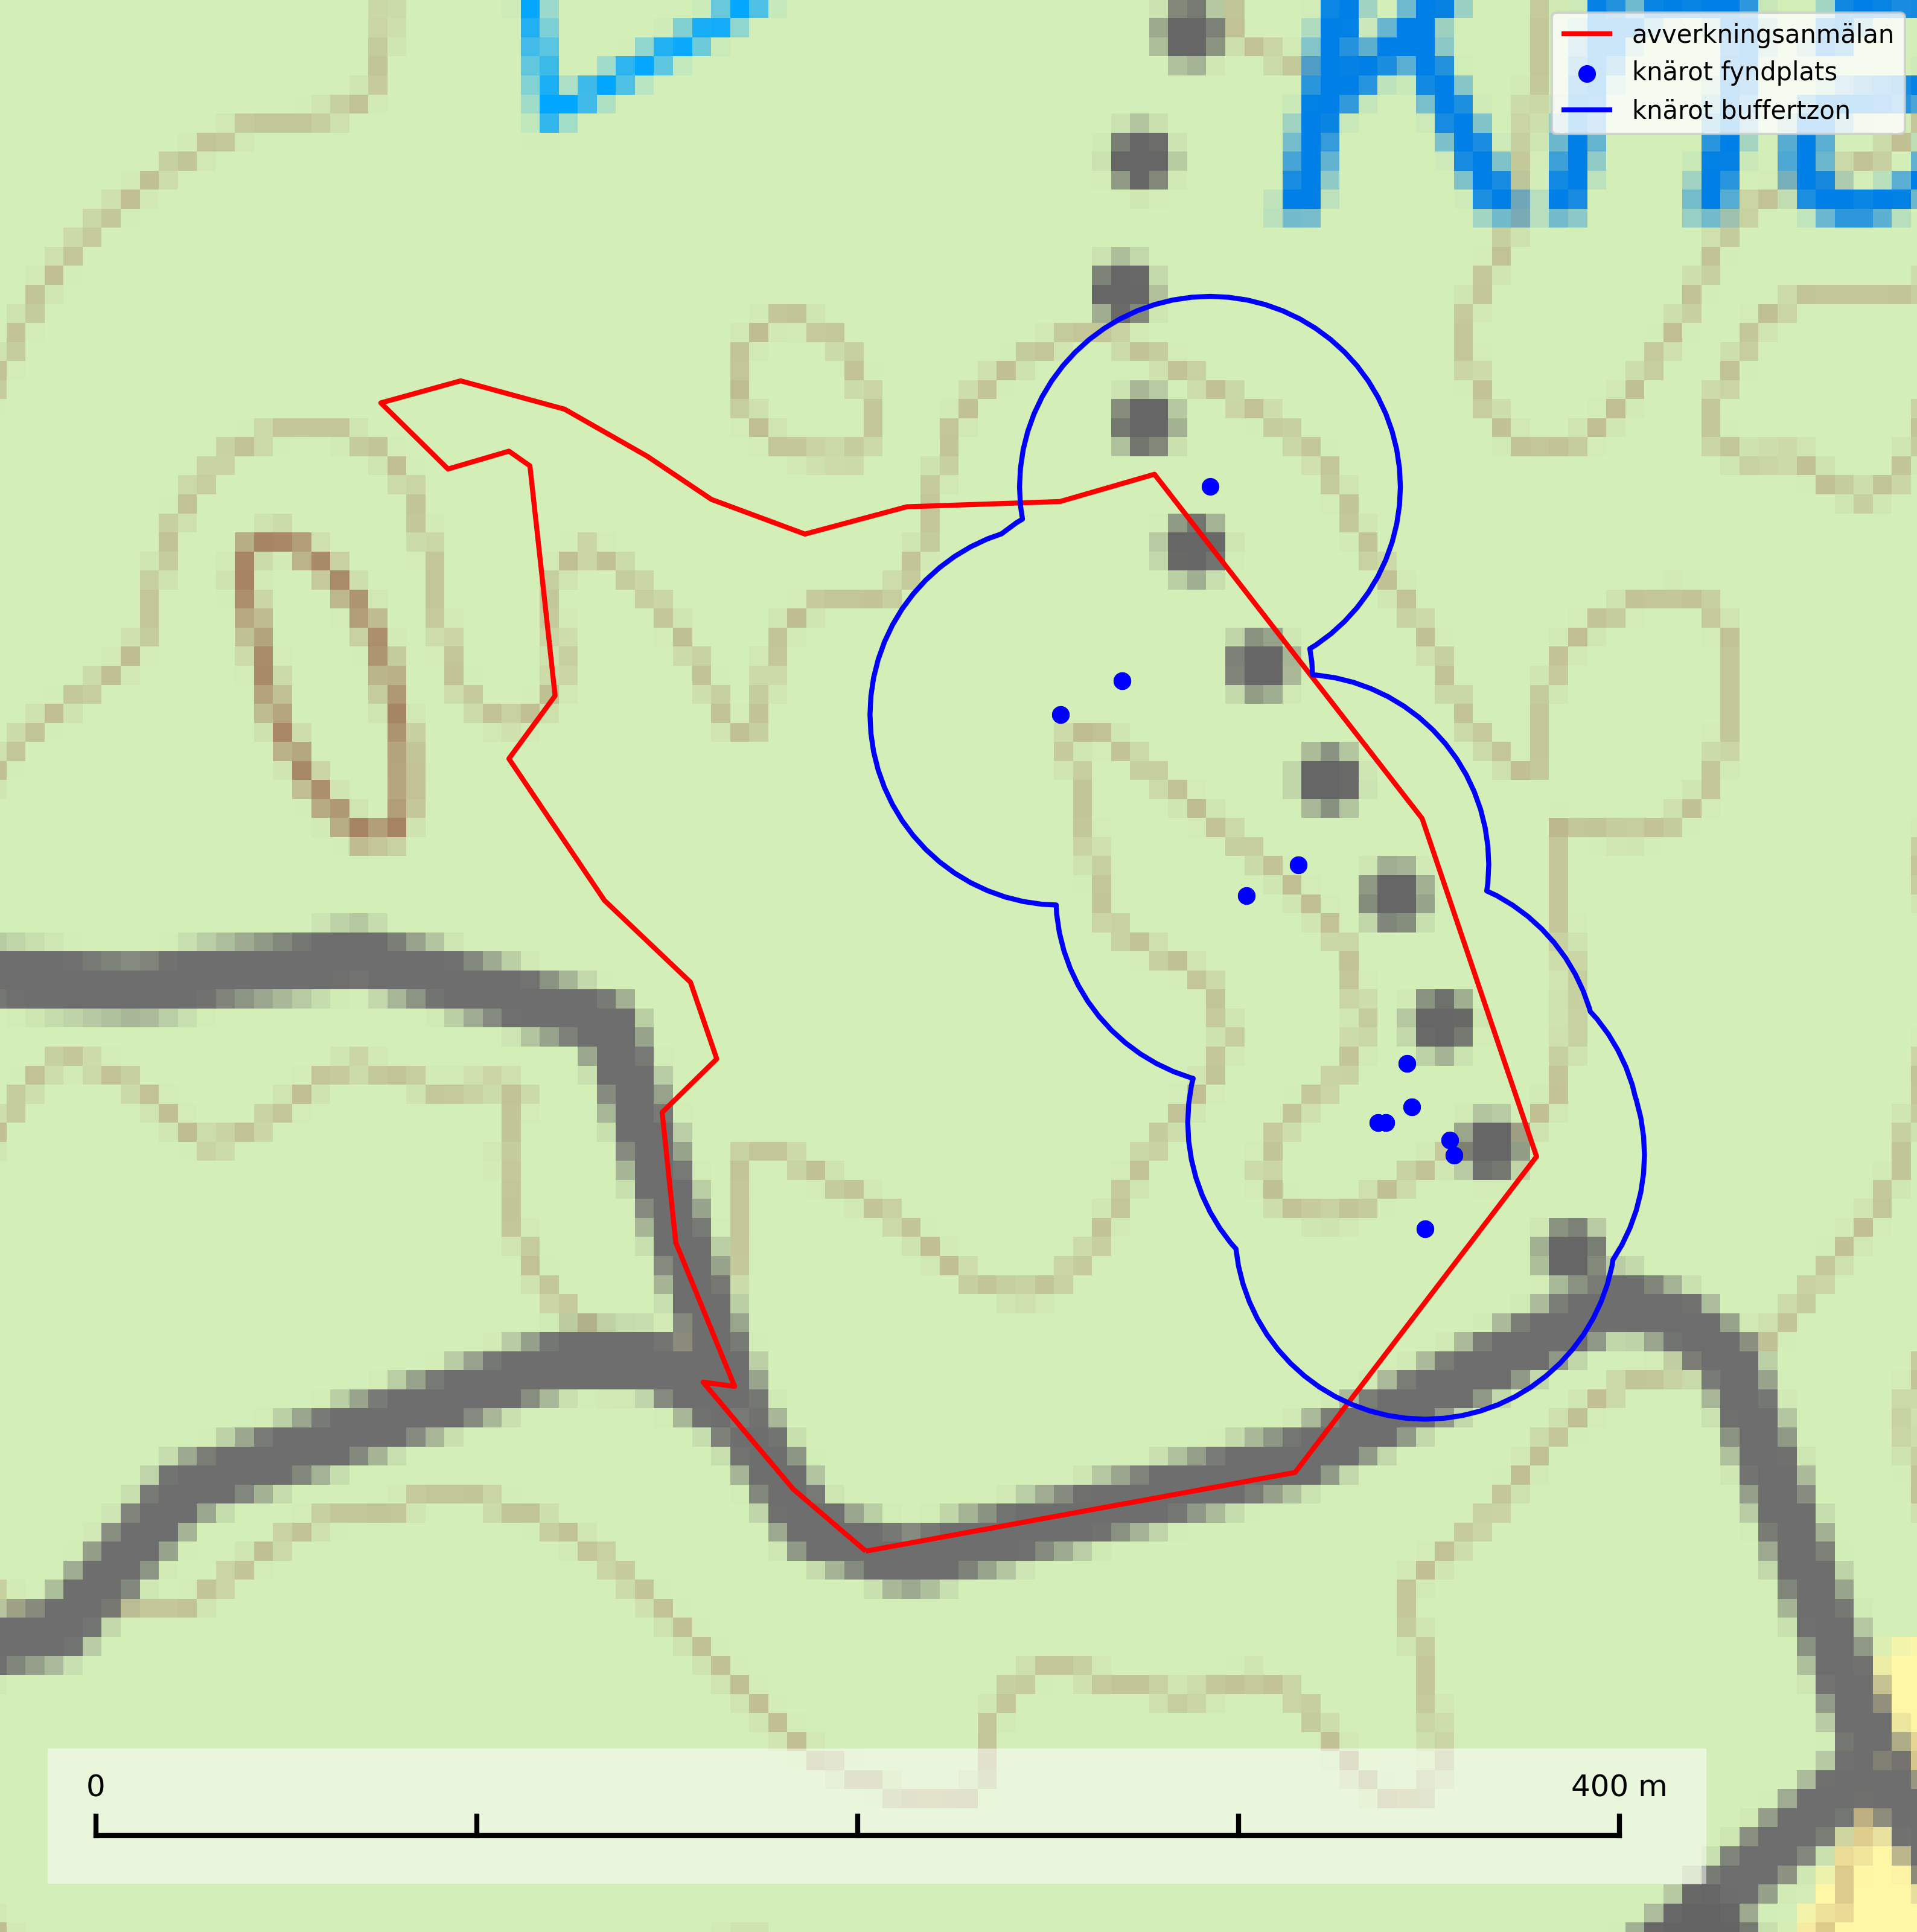 avverkningsanmälan
knärot fyndplats
knärot buffertzon
0 400 m